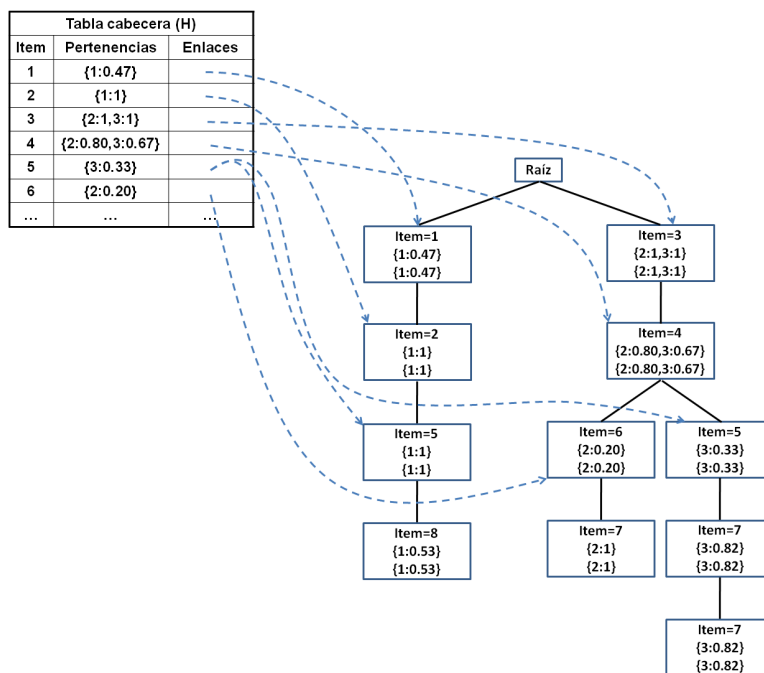 Tabla cabecera (H)
Item Pertenencias Enlaces
1 {1:0.47}
2 {1:1}
3 {2:1,3:1}
4 {2:0.80,3:0.67}
5 {3:0.33}
6 {2:0.20}
... ... ...
Raíz
Item=1
{1:0.47}
{1:0.47}
Item=3
{2:1,3:1}
{2:1,3:1}
Item=2
{1:1}
{1:1}
Item=4
{2:0.80,3:0.67}
{2:0.80,3:0.67}
Item=5
{1:1}
{1:1}
Item=6
{2:0.20}
{2:0.20}
Item=5
{3:0.33}
{3:0.33}
Item=8
{1:0.53}
{1:0.53}
Item=7
{2:1}
{2:1}
Item=7
{3:0.82}
{3:0.82}
Item=7
{3:0.82}
{3:0.82}